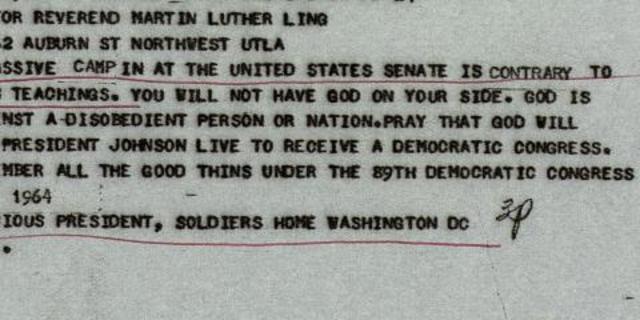 OR REVEREND MARTIN LUTHER LING
2 AUBURN ST NORTHWEST UTLA
SSIVE CAMP IN AT THE UNITED STATES SENATE IS CONTRARY TO
TEACHINGS. YOU WILL NOT HAVE GOD ON YOUR SIDE. GOD IS
NST A-DISOBEDIENT PERSON OR NATION.PRAY THAT GOD WILL
PRESIDENT JOHNSON LIVE TO RECEIVE A DEMOCRATIC CONGRESS.
MBER ALL THE GOOD THINS UNDER THE 89TH DEMOCRATIC CONGRESS
1964
IOUS PRESIDENT, SOLDIERS HOME WASHINGTON DC
.